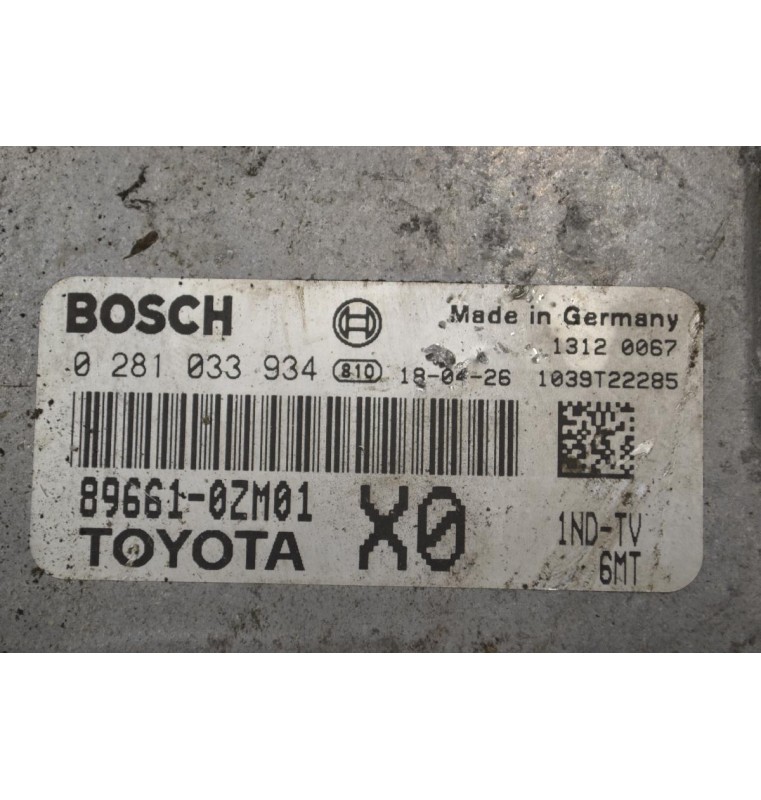 BOSCH Made in Germany
1312 0067
0 281 033 934 810 18-04-26 1039T22285
89661-0ZM01 X0 1ND-TV
TOYOTA 6MT